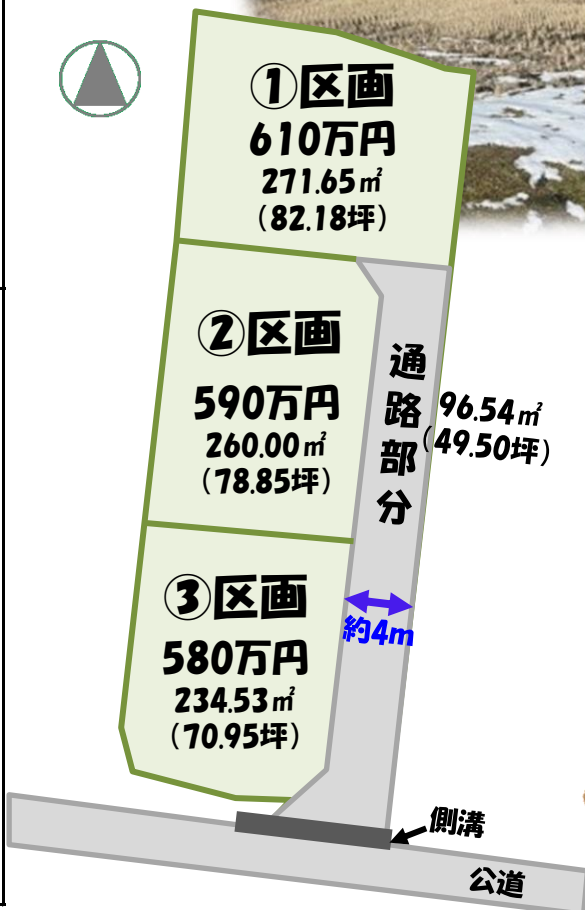 ①区画
610万円
271.65㎡
(82.18坪)
②区画
590万円
260.00㎡
(78.85坪)
通路部分
96.54㎡
(49.50坪)
③区画
580万円
234.53㎡
(70.95坪)
約4m
側溝
公道